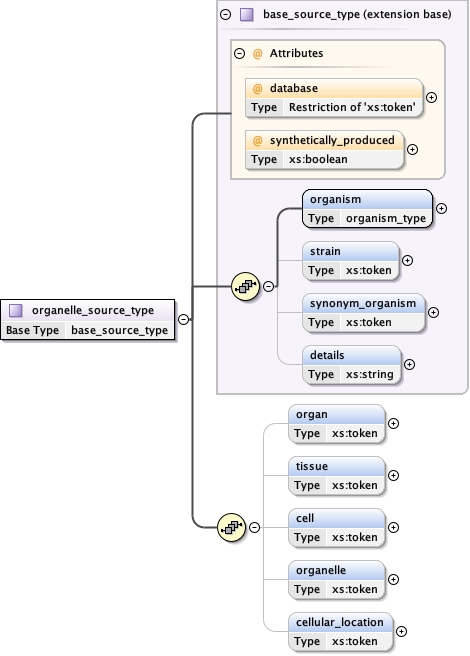 base_source_type (extension base)
@ Attributes
@ database
Type Restriction of 'xs:token'
@ synthetically_produced
Type xs:boolean
organism
Type organism_type
strain
Type xs:token
synonym_organism
Type xs:token
details
Type xs:string
organelle_source_type
Base Type base_source_type
organ
Type xs:token
tissue
Type xs:token
cell
Type xs:token
organelle
Type xs:token
cellular_location
Type xs:token